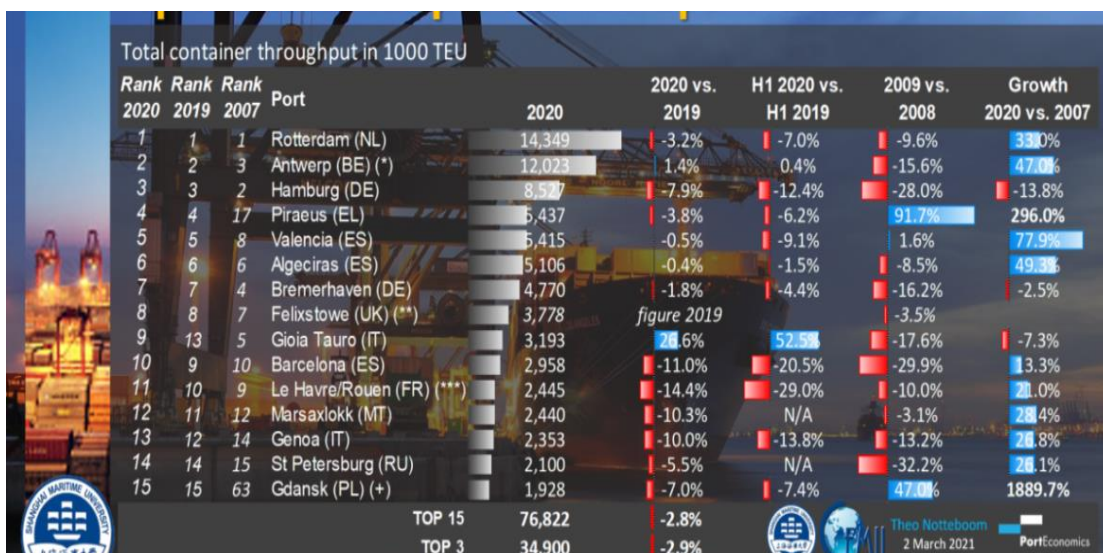 Total container throughput in 1000 TEU
Rank Rank Rank Port 2020 vs. H1 2020 vs. 2009 vs. Growth
2020 2019 2007 2020 2019 H1 2019 2008 2020 vs. 2007
1 1 1 Rotterdam (NL) 14,349 -3.2% -7.0% -9.6% 33.0%
2 2 3 Antwerp (BE) (*) 12,023 1.4% 0.4% -15.6% 47.0%
3 3 2 Hamburg (DE) 8,527 -7.9% -12.4% -28.0% -13.8%
4 4 17 Piraeus (EL) 5,437 -3.8% -6.2% 91.7% 296.0%
5 5 8 Valencia (ES) 5,415 -0.5% -9.1% 1.6% 77.9%
6 6 6 Algeciras (ES) 5,106 -0.4% -1.5% -8.5% 49.3%
7 7 4 Bremerhaven (DE) 4,770 -1.8% -4.4% -16.2% -2.5%
8 8 7 Felixstowe (UK) (**) 3,778 figure 2019 -3.5%
9 13 5 Gioia Tauro (IT) 3,193 26.6% 52.5% -17.6% -7.3%
10 9 10 Barcelona (ES) 2,958 -11.0% -20.5% -29.9% 13.3%
11 10 9 Le Havre/Rouen (FR) (***) 2,445 -14.4% -29.0% -10.0% 21.0%
12 11 12 Marsaxlokk (MT) 2,440 -10.3% N/A -3.1% 28.4%
13 12 14 Genoa (IT) 2,353 -10.0% -13.8% -13.2% 26.8%
14 14 15 St Petersburg (RU) 2,100 -5.5% N/A -32.2% 26.1%
15 15 63 Gdansk (PL) (+) 1,928 -7.0% -7.4% 47.0% 1889.7%
TOP 15 76,822 -2.8%
TOP 3 34,900 -2.9%
SHANGHAI MARITIME UNIVERSITY
Theo Notteboom
2 March 2021
PortEconomics